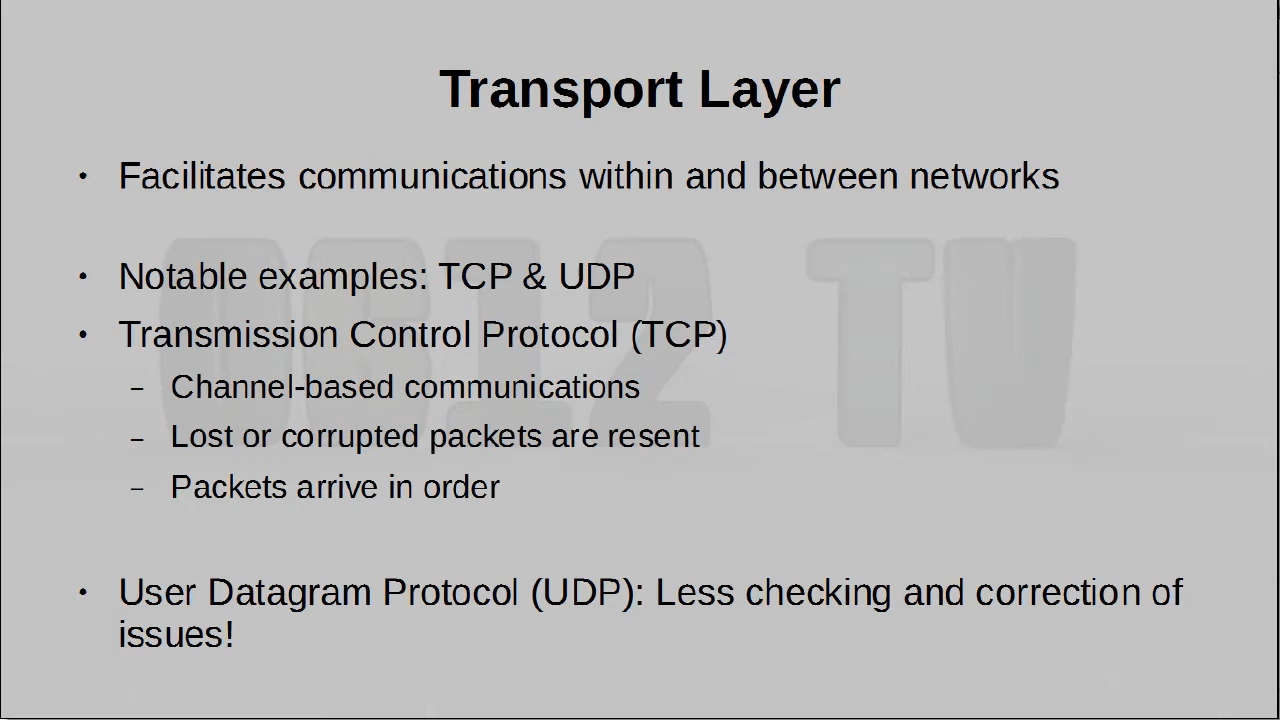 Transport Layer
• Facilitates communications within and between networks
• Notable examples: TCP & UDP
• Transmission Control Protocol (TCP)
– Channel-based communications
– Lost or corrupted packets are resent
– Packets arrive in order
• User Datagram Protocol (UDP): Less checking and correction of
issues!
0612 TV